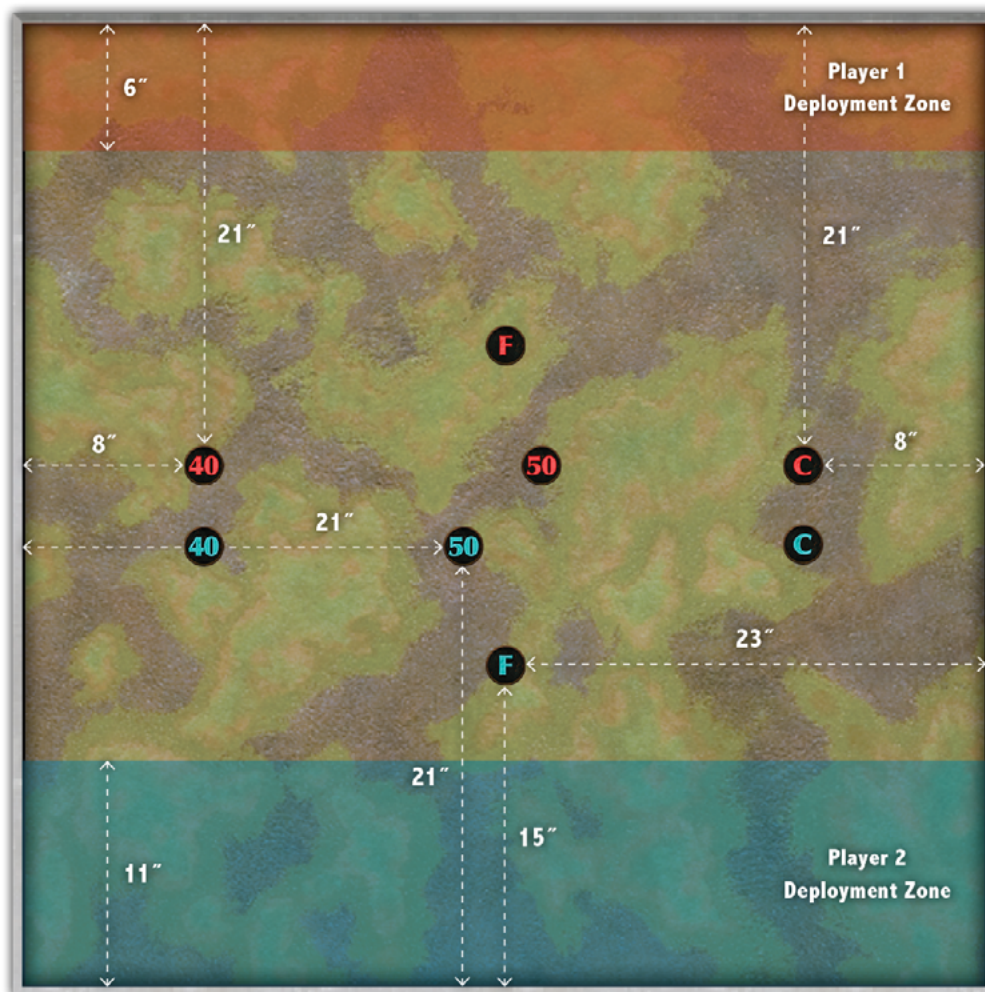 Player 1
Deployment Zone
6″
21″
21″
F
8″
40
50
C
8″
21″
40
50
C
23″
F
21″
15″
11″
Player 2
Deployment Zone